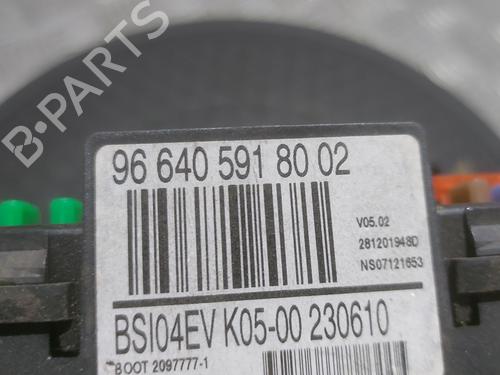 B-PARTS
96 640 591 80 02
V05.02
281201948D
NS07121653
BSI04EV K05-00 230610
BOOT 2097777-1